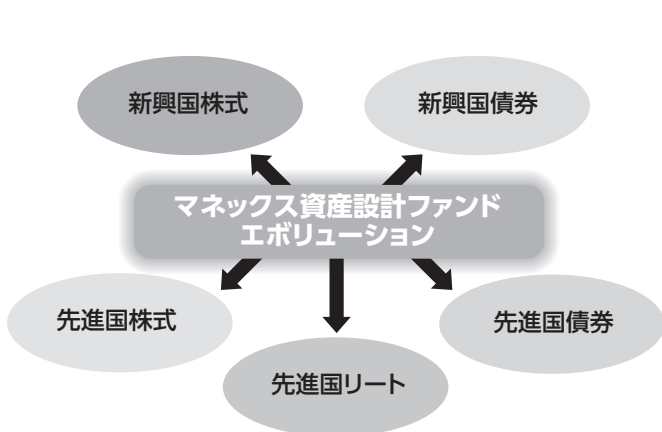 新興国株式
新興国債券
マネックス資産設計ファンド
エボリューション
先進国株式
先進国債券
先進国リート